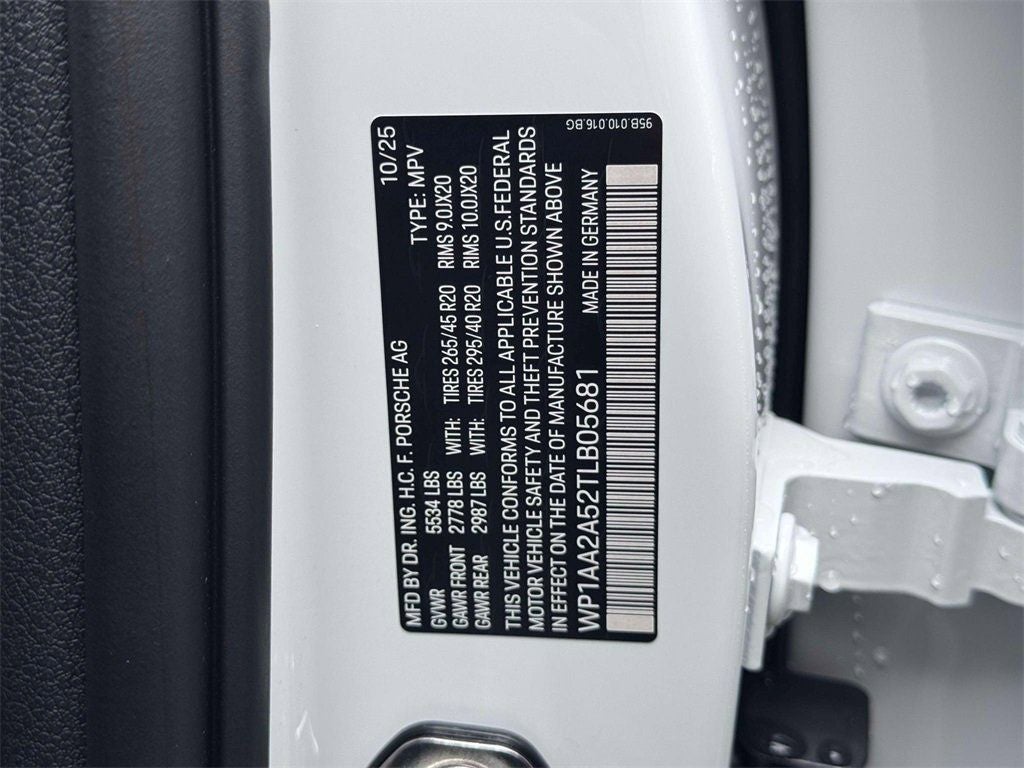 MFD BY DR. ING. H.C. F. PORSCHE AG 10/25
GVWR 5534 LBS TYPE: MPV
GAWR FRONT 2778 LBS WITH: TIRES 265/45 R20 RIMS 9.0JX20
GAWR REAR 2987 LBS WITH: TIRES 295/40 R20 RIMS 10.0JX20
THIS VEHICLE CONFORMS TO ALL APPLICABLE U.S.FEDERAL
MOTOR VEHICLE SAFETY AND THEFT PREVENTION STANDARDS
IN EFFECT ON THE DATE OF MANUFACTURE SHOWN ABOVE
WP1AA2A52TLB05681 MADE IN GERMANY
95B.010.016.BG